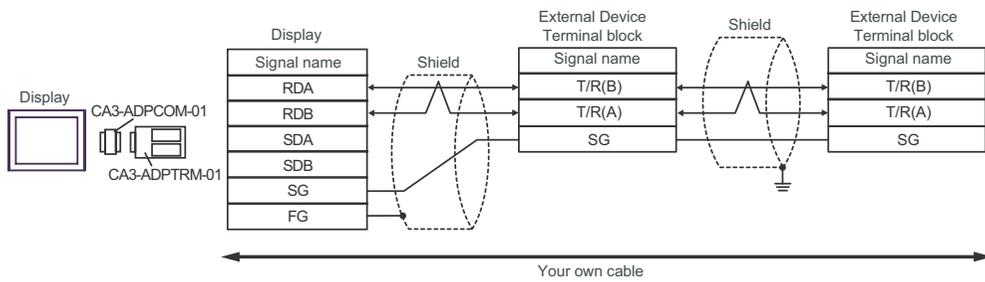 Display
CA3-ADPCOM-01
CA3-ADPTRM-01
Display
Signal name
RDA
RDB
SDA
SDB
SG
FG
Shield
External Device
Terminal block
Signal name
T/R(B)
T/R(A)
SG
Shield
External Device
Terminal block
Signal name
T/R(B)
T/R(A)
SG
Your own cable